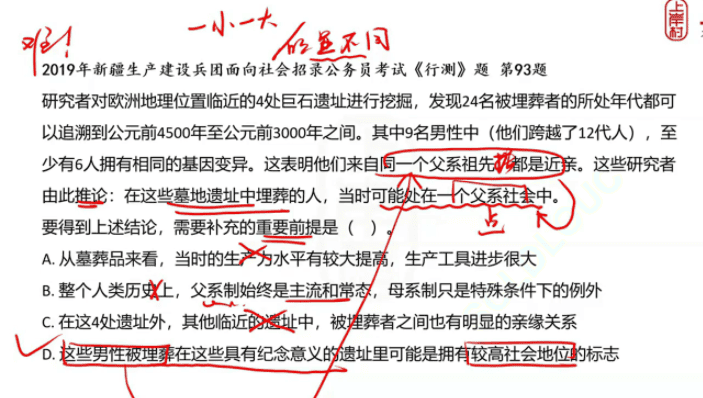 难！
一小一大
明显不同
上岸村
2019年新疆生产建设兵团面向社会招录公务员考试《行测》题 第93题
研究者对欧洲地理位置临近的4处巨石遗址进行挖掘，发现24名被埋葬者的所处年代都可
以追溯到公元前4500年至公元前3000年之间。其中9名男性中（他们跨越了12代人），至
少有6人拥有相同的基因变异。这表明他们来自同一个父系祖先，都是近亲。这些研究者
由此推论：在这些墓地遗址中埋葬的人，当时可能处在一个父系社会中。
点
要得到上述结论，需要补充的重要前提是（ ）。
A. 从墓葬品来看，当时的生产力水平有较大提高，生产工具进步很大
B. 整个人类历史上，父系制始终是主流和常态，母系制只是特殊条件下的例外
C. 在这4处遗址外，其他临近的遗址中，被埋葬者之间也有明显的亲缘关系
D. 这些男性被埋葬在这些具有纪念意义的遗址里可能是拥有较高社会地位的标志